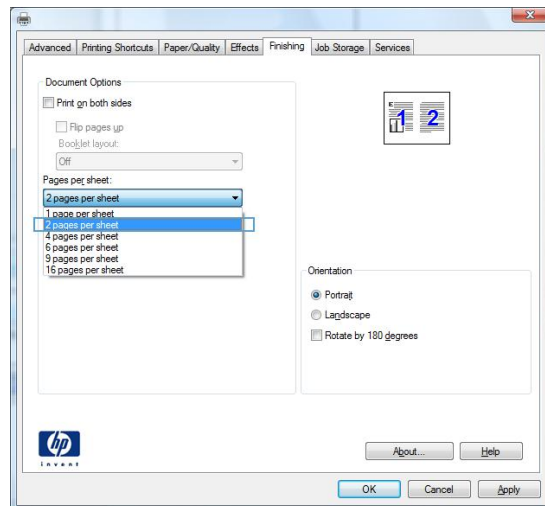 Advanced Printing Shortcuts Paper/Quality Effects Finishing Job Storage Services
Document Options
Print on both sides
Flip pages up
Booklet layout:
Off
Pages per sheet:
2 pages per sheet
1 page per sheet
2 pages per sheet
4 pages per sheet
6 pages per sheet
9 pages per sheet
16 pages per sheet
1 2
Orientation
Portrait
Landscape
Rotate by 180 degrees
hp
invent
About... Help
OK Cancel Apply